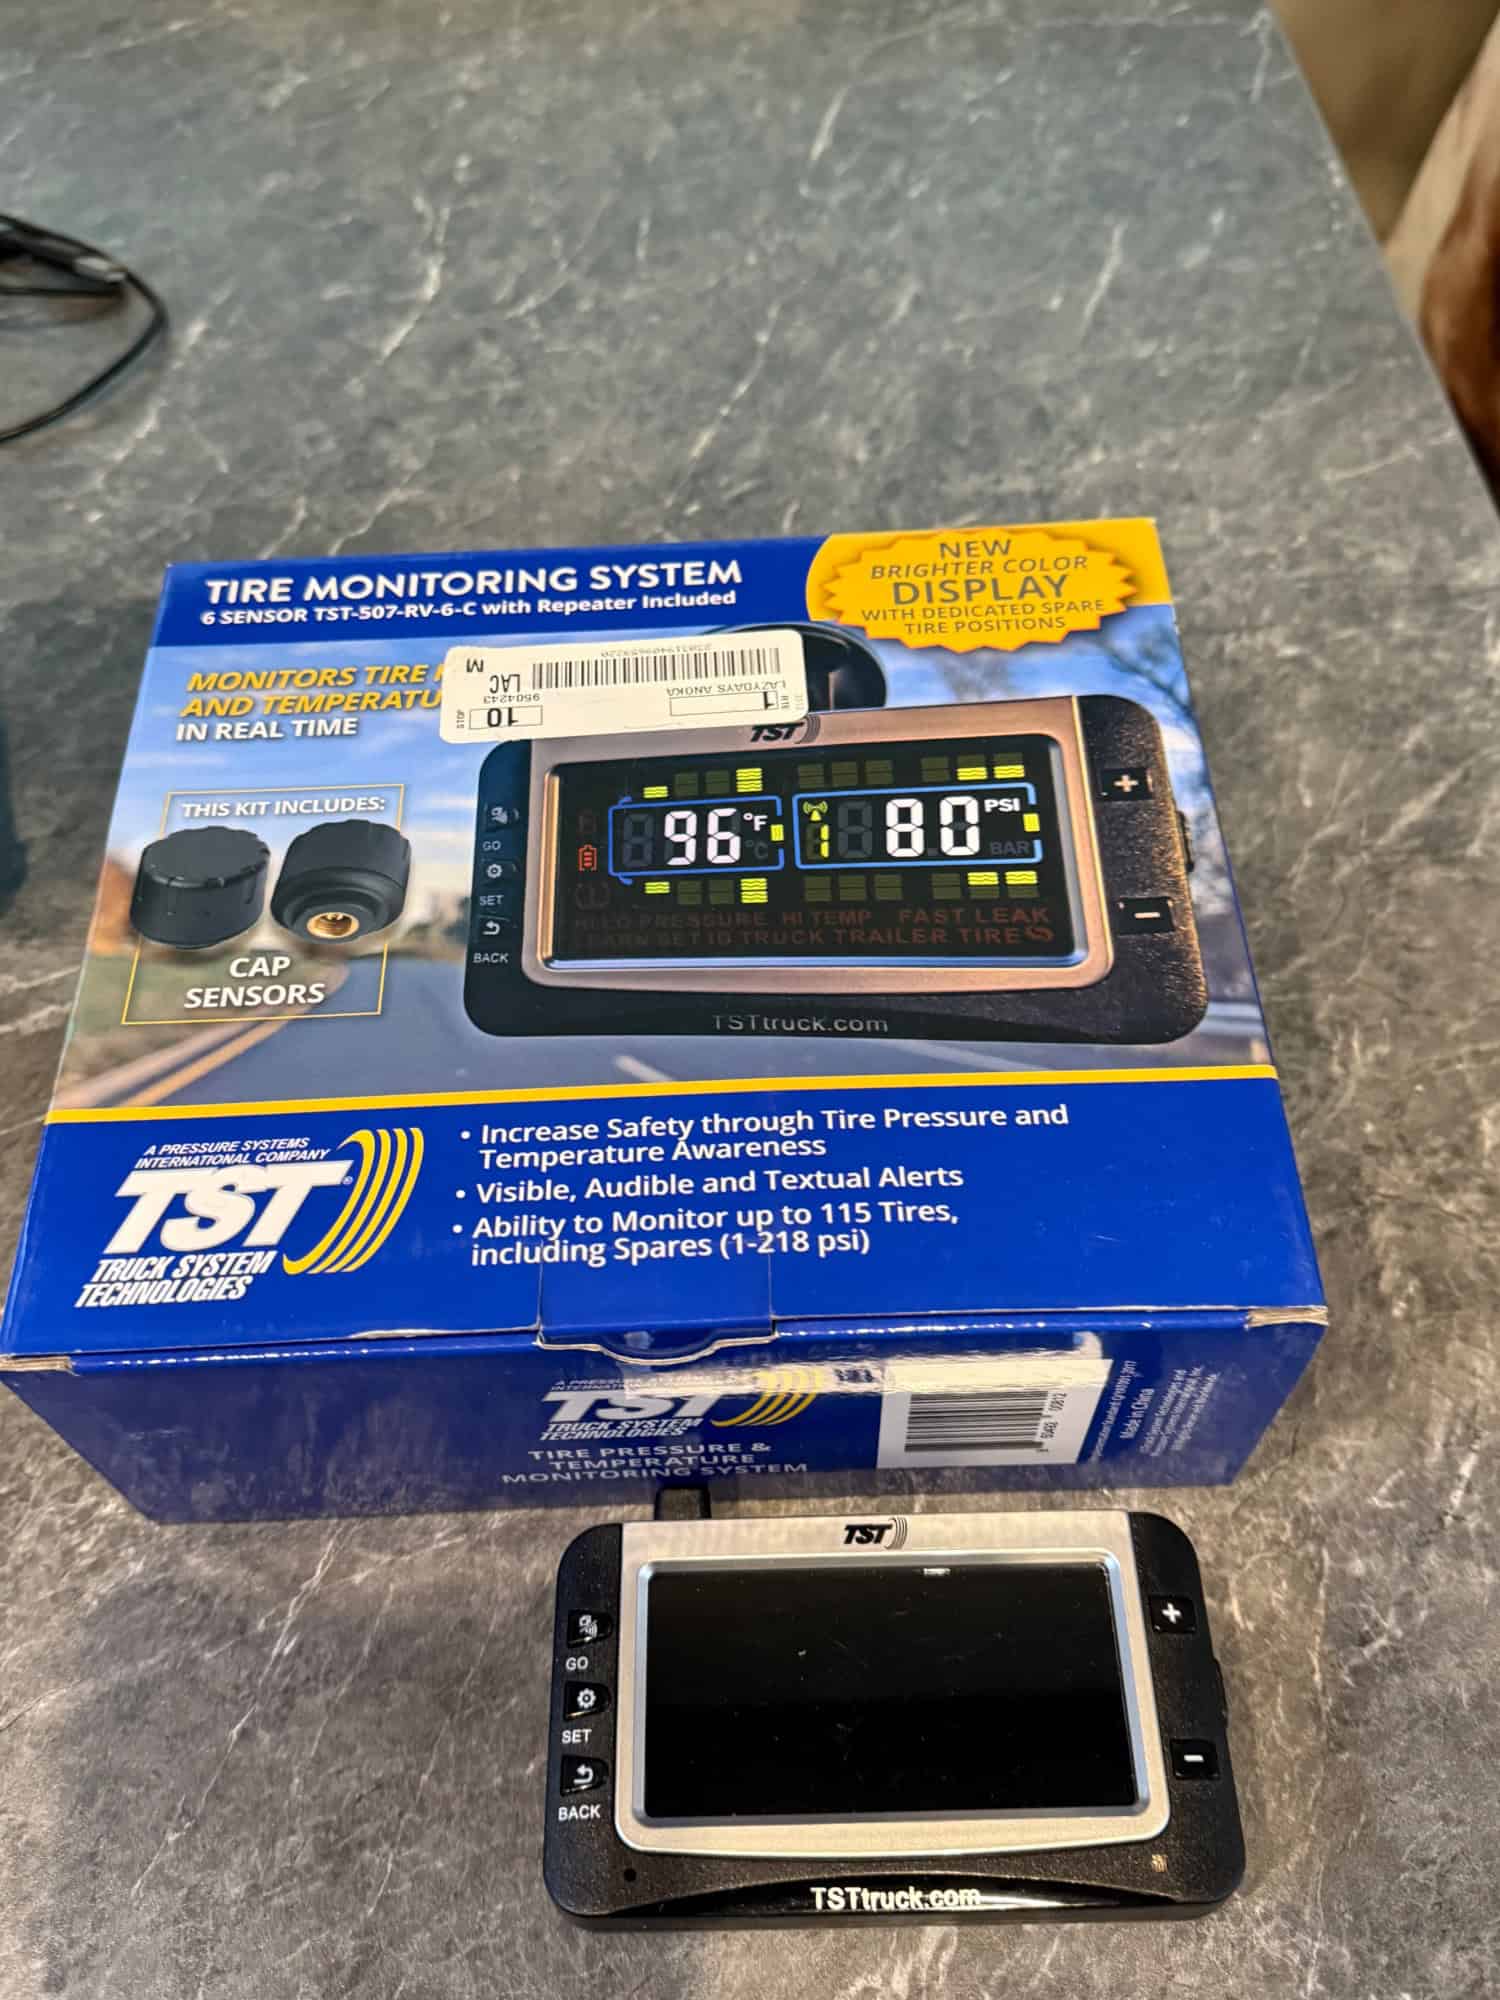 TIRE MONITORING SYSTEM
6 SENSOR TST-507-RV-6-C with Repeater Included
NEW
BRIGHTER COLOR
DISPLAY
WITH DEDICATED SPARE
TIRE POSITIONS
MONITORS TIRE
AND TEMPERATU
IN REAL TIME
M
LAC
9504243
STOP
10
LAZYDAYS ANOKA
1
RTE
THIS KIT INCLUDES:
CAP
SENSORS
TST
GO
SET
BACK
96 °F
°C
1
80 PSI
BAR
+
-
HI LO PRESSURE HI TEMP FAST LEAK
LEARN SET ID TRUCK TRAILER TIRES
TSTtruck.com
A PRESSURE SYSTEMS
INTERNATIONAL COMPANY
TST®
TRUCK SYSTEM
TECHNOLOGIES
• Increase Safety through Tire Pressure and
Temperature Awareness
• Visible, Audible and Textual Alerts
• Ability to Monitor up to 115 Tires,
including Spares (1-218 psi)
TST
TRUCK SYSTEM
TECHNOLOGIES
TIRE PRESSURE &
TEMPERATURE
MONITORING SYSTEM
Made in China
TST
GO
SET
BACK
+
-
TSTtruck.com